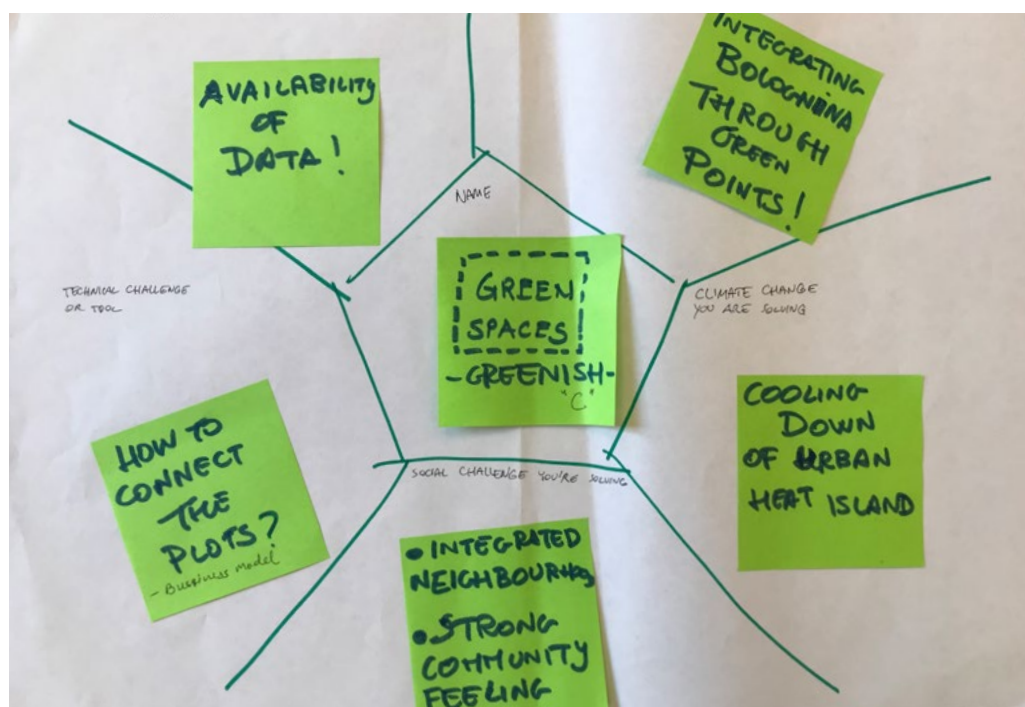 AVAILABILITY
OF
DATA!
INTEGRATING
BOLOGNINA
THROUGH
GREEN
POINTS!
NAME
GREEN
SPACES
-GREENISH-
"C"
TECHNICAL CHALLENGE
OR TOOL
CLIMATE CHANGE
YOU ARE SOLVING
HOW TO
CONNECT
THE
PLOTS?
- Business model
SOCIAL CHALLENGE YOU'RE SOLVING
• INTEGRATED
•STRONG
COMMUNITY
FEELING
COOLING
DOWN
OF URBAN
HEAT ISLAND